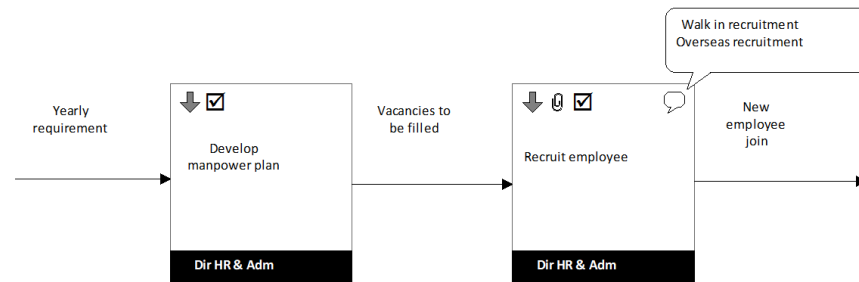 Walk in recruitment
Overseas recruitment
Yearly
requirement
Develop
manpower plan
Dir HR & Adm
Vacancies to
be filled
Recruit employee
Dir HR & Adm
New
employee
join